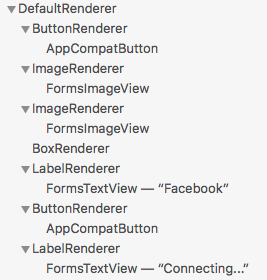 DefaultRenderer
ButtonRenderer
AppCompatButton
ImageRenderer
FormsImageView
ImageRenderer
FormsImageView
BoxRenderer
LabelRenderer
FormsTextView — “Facebook”
ButtonRenderer
AppCompatButton
LabelRenderer
FormsTextView — “Connecting...”